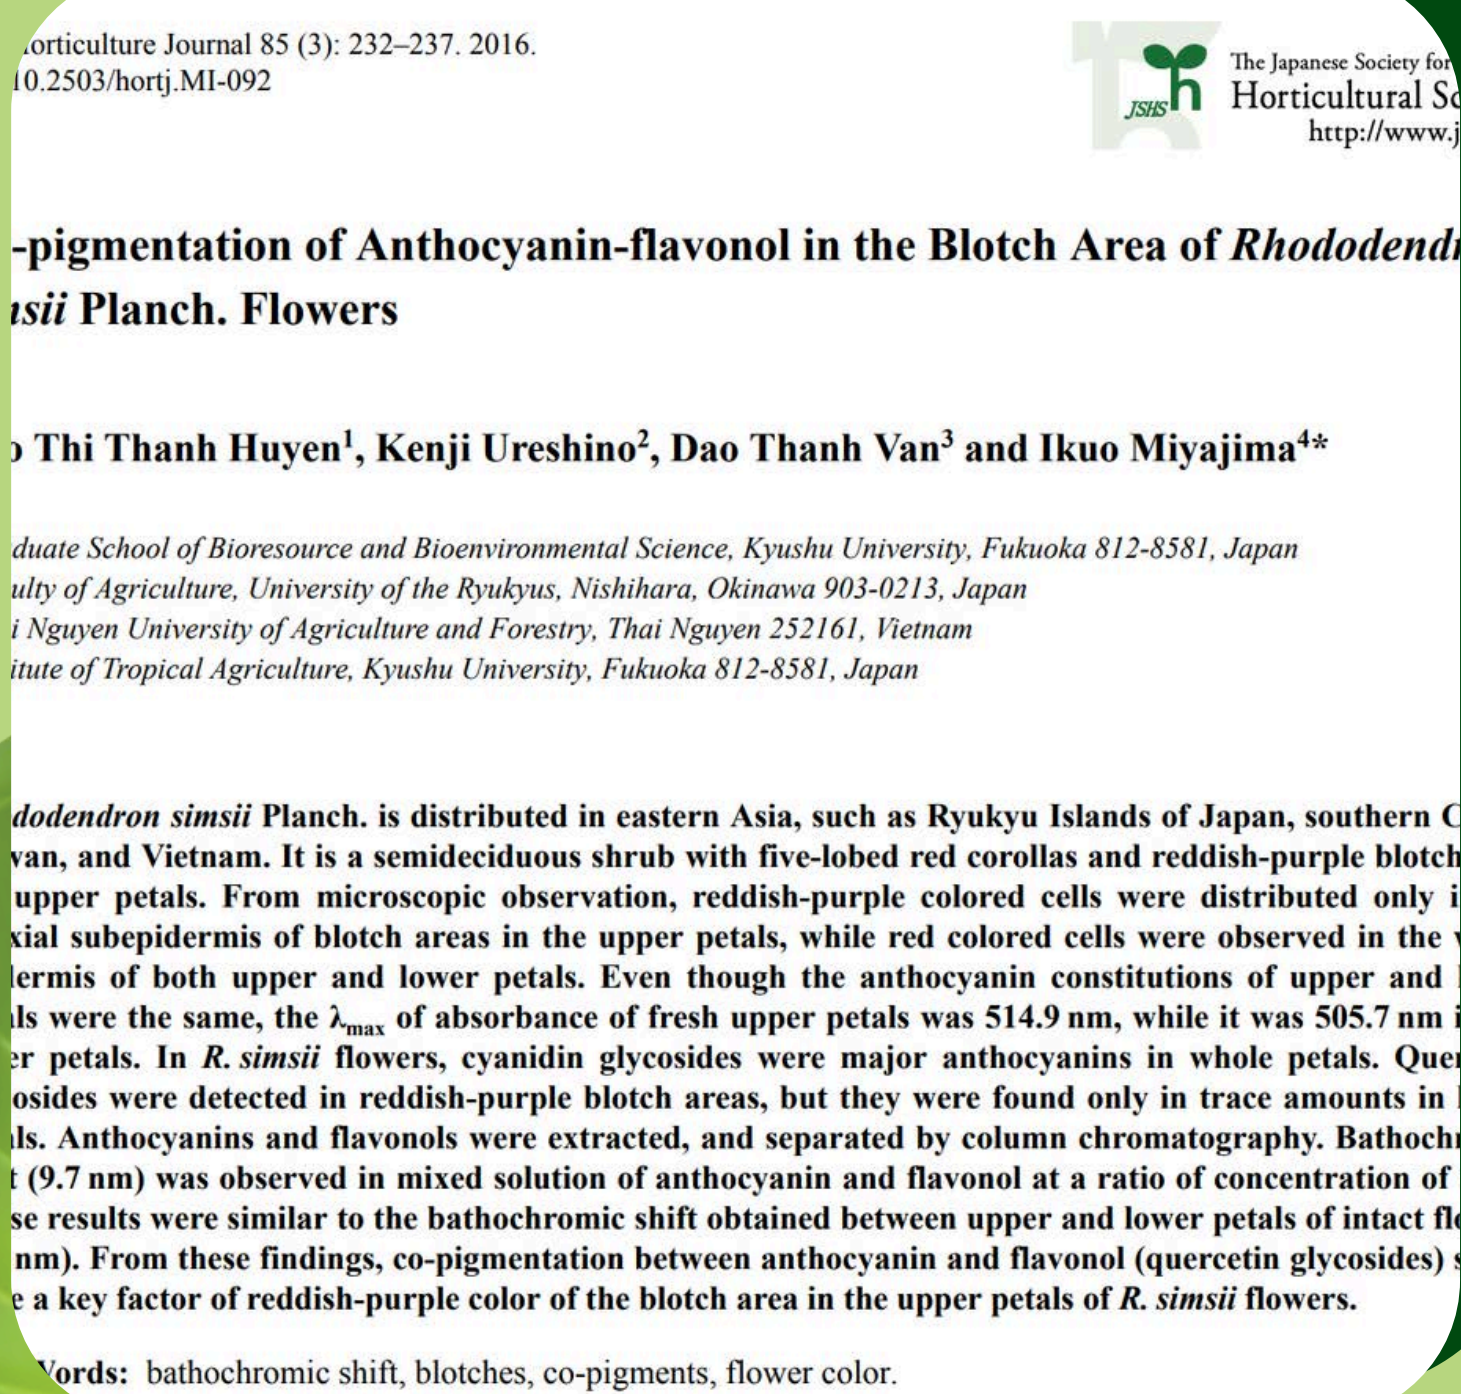 orticulture Journal 85 (3): 232–237. 2016.
10.2503/hortj.MI-092
JSHS h
The Japanese Society for
Horticultural Sc
http://www.j
-pigmentation of Anthocyanin-flavonol in the Blotch Area of Rhododend
sii Planch. Flowers
o Thi Thanh Huyen¹, Kenji Ureshino², Dao Thanh Van³ and Ikuo Miyajima⁴*
duate School of Bioresource and Bioenvironmental Science, Kyushu University, Fukuoka 812-8581, Japan
ulty of Agriculture, University of the Ryukyus, Nishihara, Okinawa 903-0213, Japan
i Nguyen University of Agriculture and Forestry, Thai Nguyen 252161, Vietnam
itute of Tropical Agriculture, Kyushu University, Fukuoka 812-8581, Japan
dodendron simsii Planch. is distributed in eastern Asia, such as Ryukyu Islands of Japan, southern C
van, and Vietnam. It is a semideciduous shrub with five-lobed red corollas and reddish-purple blotch
upper petals. From microscopic observation, reddish-purple colored cells were distributed only i
xial subepidermis of blotch areas in the upper petals, while red colored cells were observed in the
dermis of both upper and lower petals. Even though the anthocyanin constitutions of upper and
ls were the same, the λmax of absorbance of fresh upper petals was 514.9 nm, while it was 505.7 nm i
er petals. In R. simsii flowers, cyanidin glycosides were major anthocyanins in whole petals. Quer
osides were detected in reddish-purple blotch areas, but they were found only in trace amounts in
ls. Anthocyanins and flavonols were extracted, and separated by column chromatography. Bathochr
t (9.7 nm) was observed in mixed solution of anthocyanin and flavonol at a ratio of concentration of
se results were similar to the bathochromic shift obtained between upper and lower petals of intact flo
nm). From these findings, co-pigmentation between anthocyanin and flavonol (quercetin glycosides) s
e a key factor of reddish-purple color of the blotch area in the upper petals of R. simsii flowers.
ords: bathochromic shift, blotches, co-pigments, flower color.